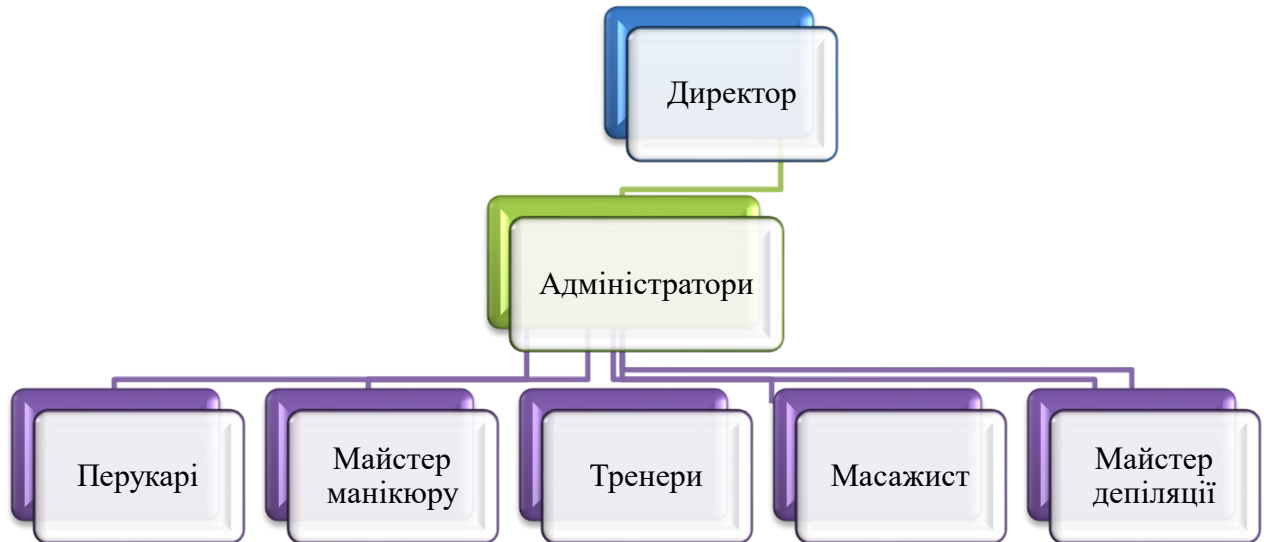 Директор
Адміністратори
Перукарі
Майстер
манікюру
Тренери
Масажист
Майстер
депіляції